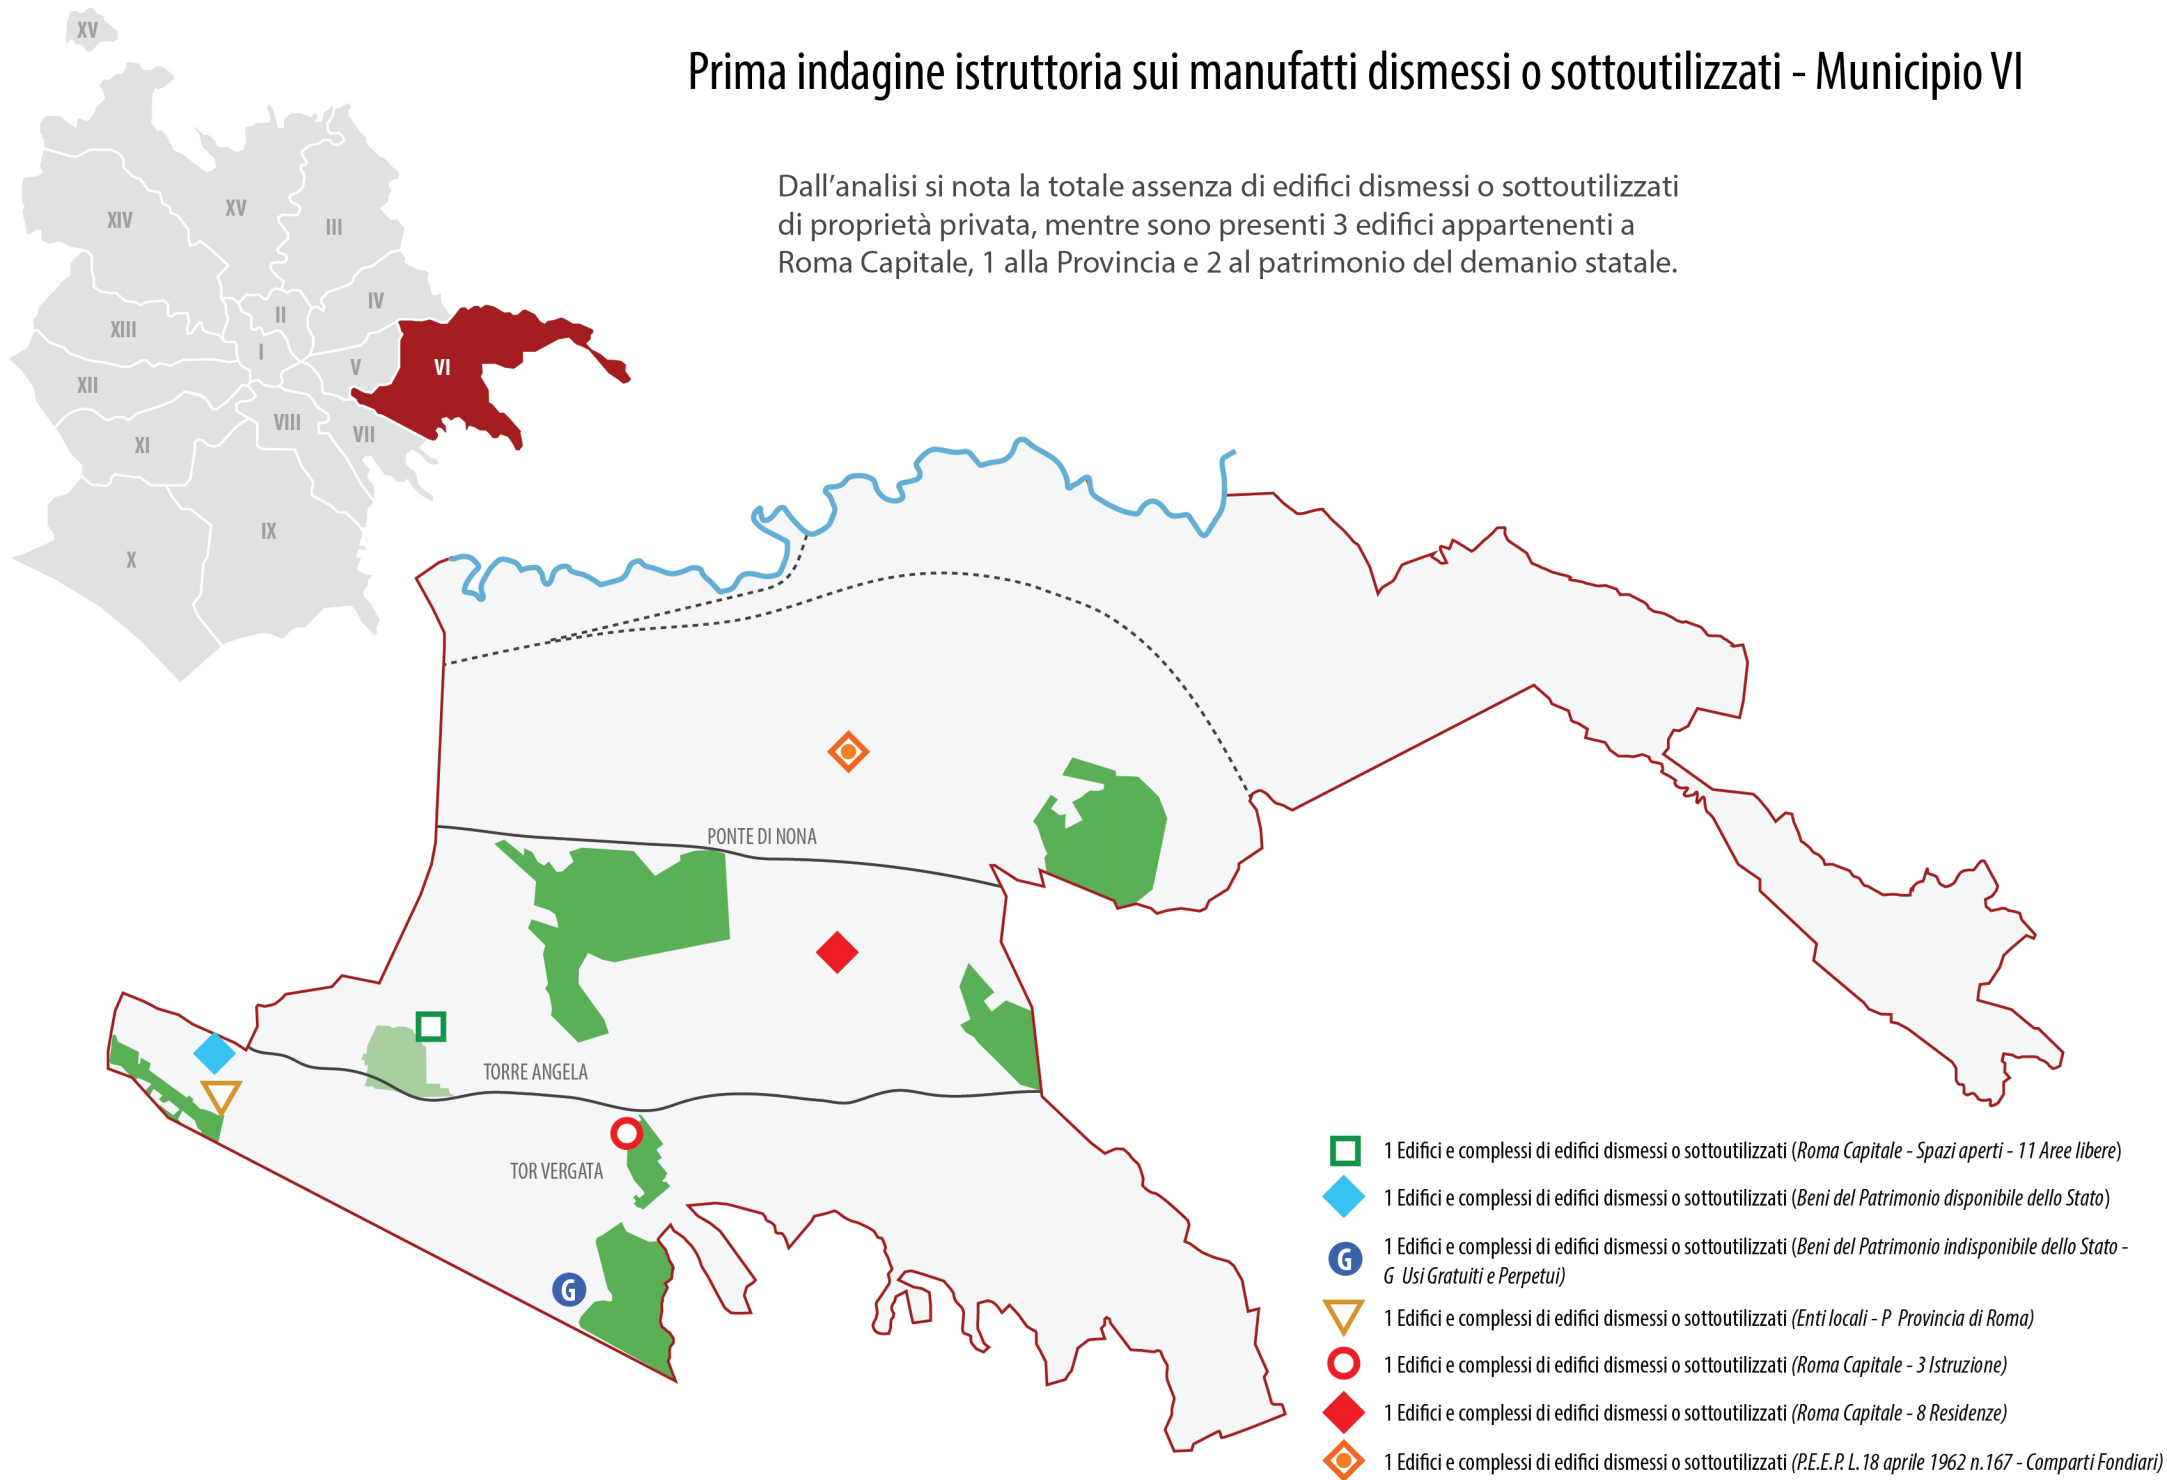 XV
Prima indagine istruttoria sui manufatti dismessi o sottoutilizzati - Municipio VI
Dall'analisi si nota la totale assenza di edifici dismessi o sottoutilizzati
di proprietà privata, mentre sono presenti 3 edifici appartenenti a
Roma Capitale, 1 alla Provincia e 2 al patrimonio del demanio statale.
XIV
XV
III
IV
II
XIII
I
V
VI
XII
VIII
VII
XI
IX
X
PONTE DI NONA
TORRE ANGELA
TOR VERGATA
G
1 Edifici e complessi di edifici dismessi o sottoutilizzati (Roma Capitale - Spazi aperti - 11 Aree libere)
1 Edifici e complessi di edifici dismessi o sottoutilizzati (Beni del Patrimonio disponibile dello Stato)
G
1 Edifici e complessi di edifici dismessi o sottoutilizzati (Beni del Patrimonio indisponibile dello Stato -
G Usi Gratuiti e Perpetui)
1 Edifici e complessi di edifici dismessi o sottoutilizzati (Enti locali - P Provincia di Roma)
1 Edifici e complessi di edifici dismessi o sottoutilizzati (Roma Capitale - 3 Istruzione)
1 Edifici e complessi di edifici dismessi o sottoutilizzati (Roma Capitale - 8 Residenze)
1 Edifici e complessi di edifici dismessi o sottoutilizzati (P.E.E.P. L.18 aprile 1962 n.167 - Comparti Fondiari)